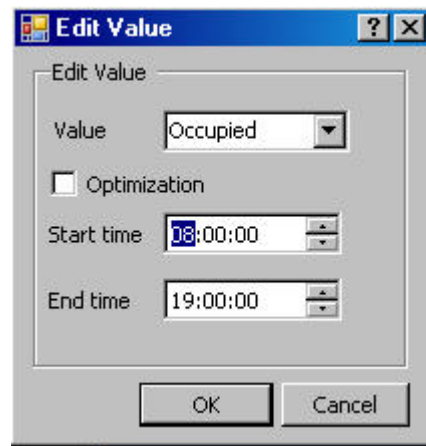 Edit Value
Edit Value
Value Occupied
Optimization
Start time 08:00:00
End time 19:00:00
OK Cancel